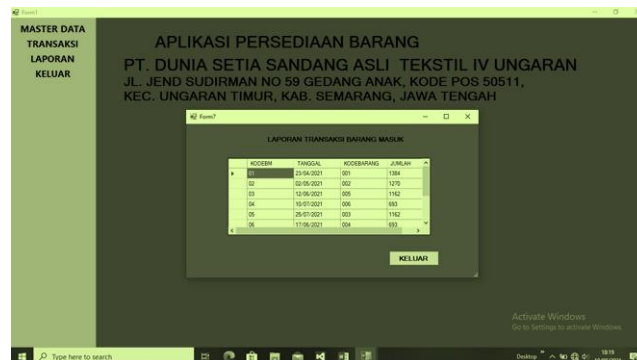 Form1
MASTER DATA
TRANSAKSI
LAPORAN
KELUAR
APLIKASI PERSEDIAAN BARANG
PT. DUNIA SETIA SANDANG ASLI TEKSTIL IV UNGARAN
JL. JEND SUDIRMAN NO 59 GEDANG ANAK, KODE POS 50511,
KEC. UNGARAN TIMUR, KAB. SEMARANG, JAWA TENGAH
Form7
LAPORAN TRANSAKSI BARANG MASUK
KODEBM TANGGAL KODEBARANG JUMLAH
01 23/04/2021 001 1384
02 02/05/2021 002 1270
03 12/06/2021 005 1162
04 10/07/2021 006 693
05 25/07/2021 003 1162
06 17/06/2021 004 693
KELUAR
Activate Windows
Go to Settings to activate Windows.
Type here to search
Desktop
18:19